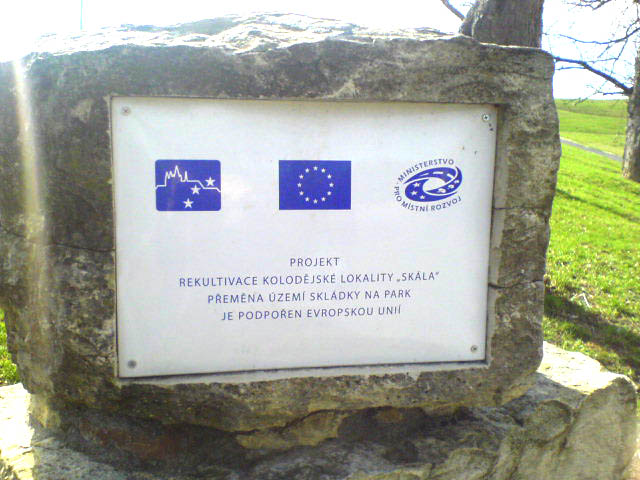 MINISTERSTVO
PRO MÍSTNÍ ROZVOJ
PROJEKT
REKULTIVACE KOLODĚJSKÉ LOKALITY „SKÁLA“
PŘEMĚNA ÚZEMÍ SKLÁDKY NA PARK
JE PODPOŘEN EVROPSKOU UNIÍ